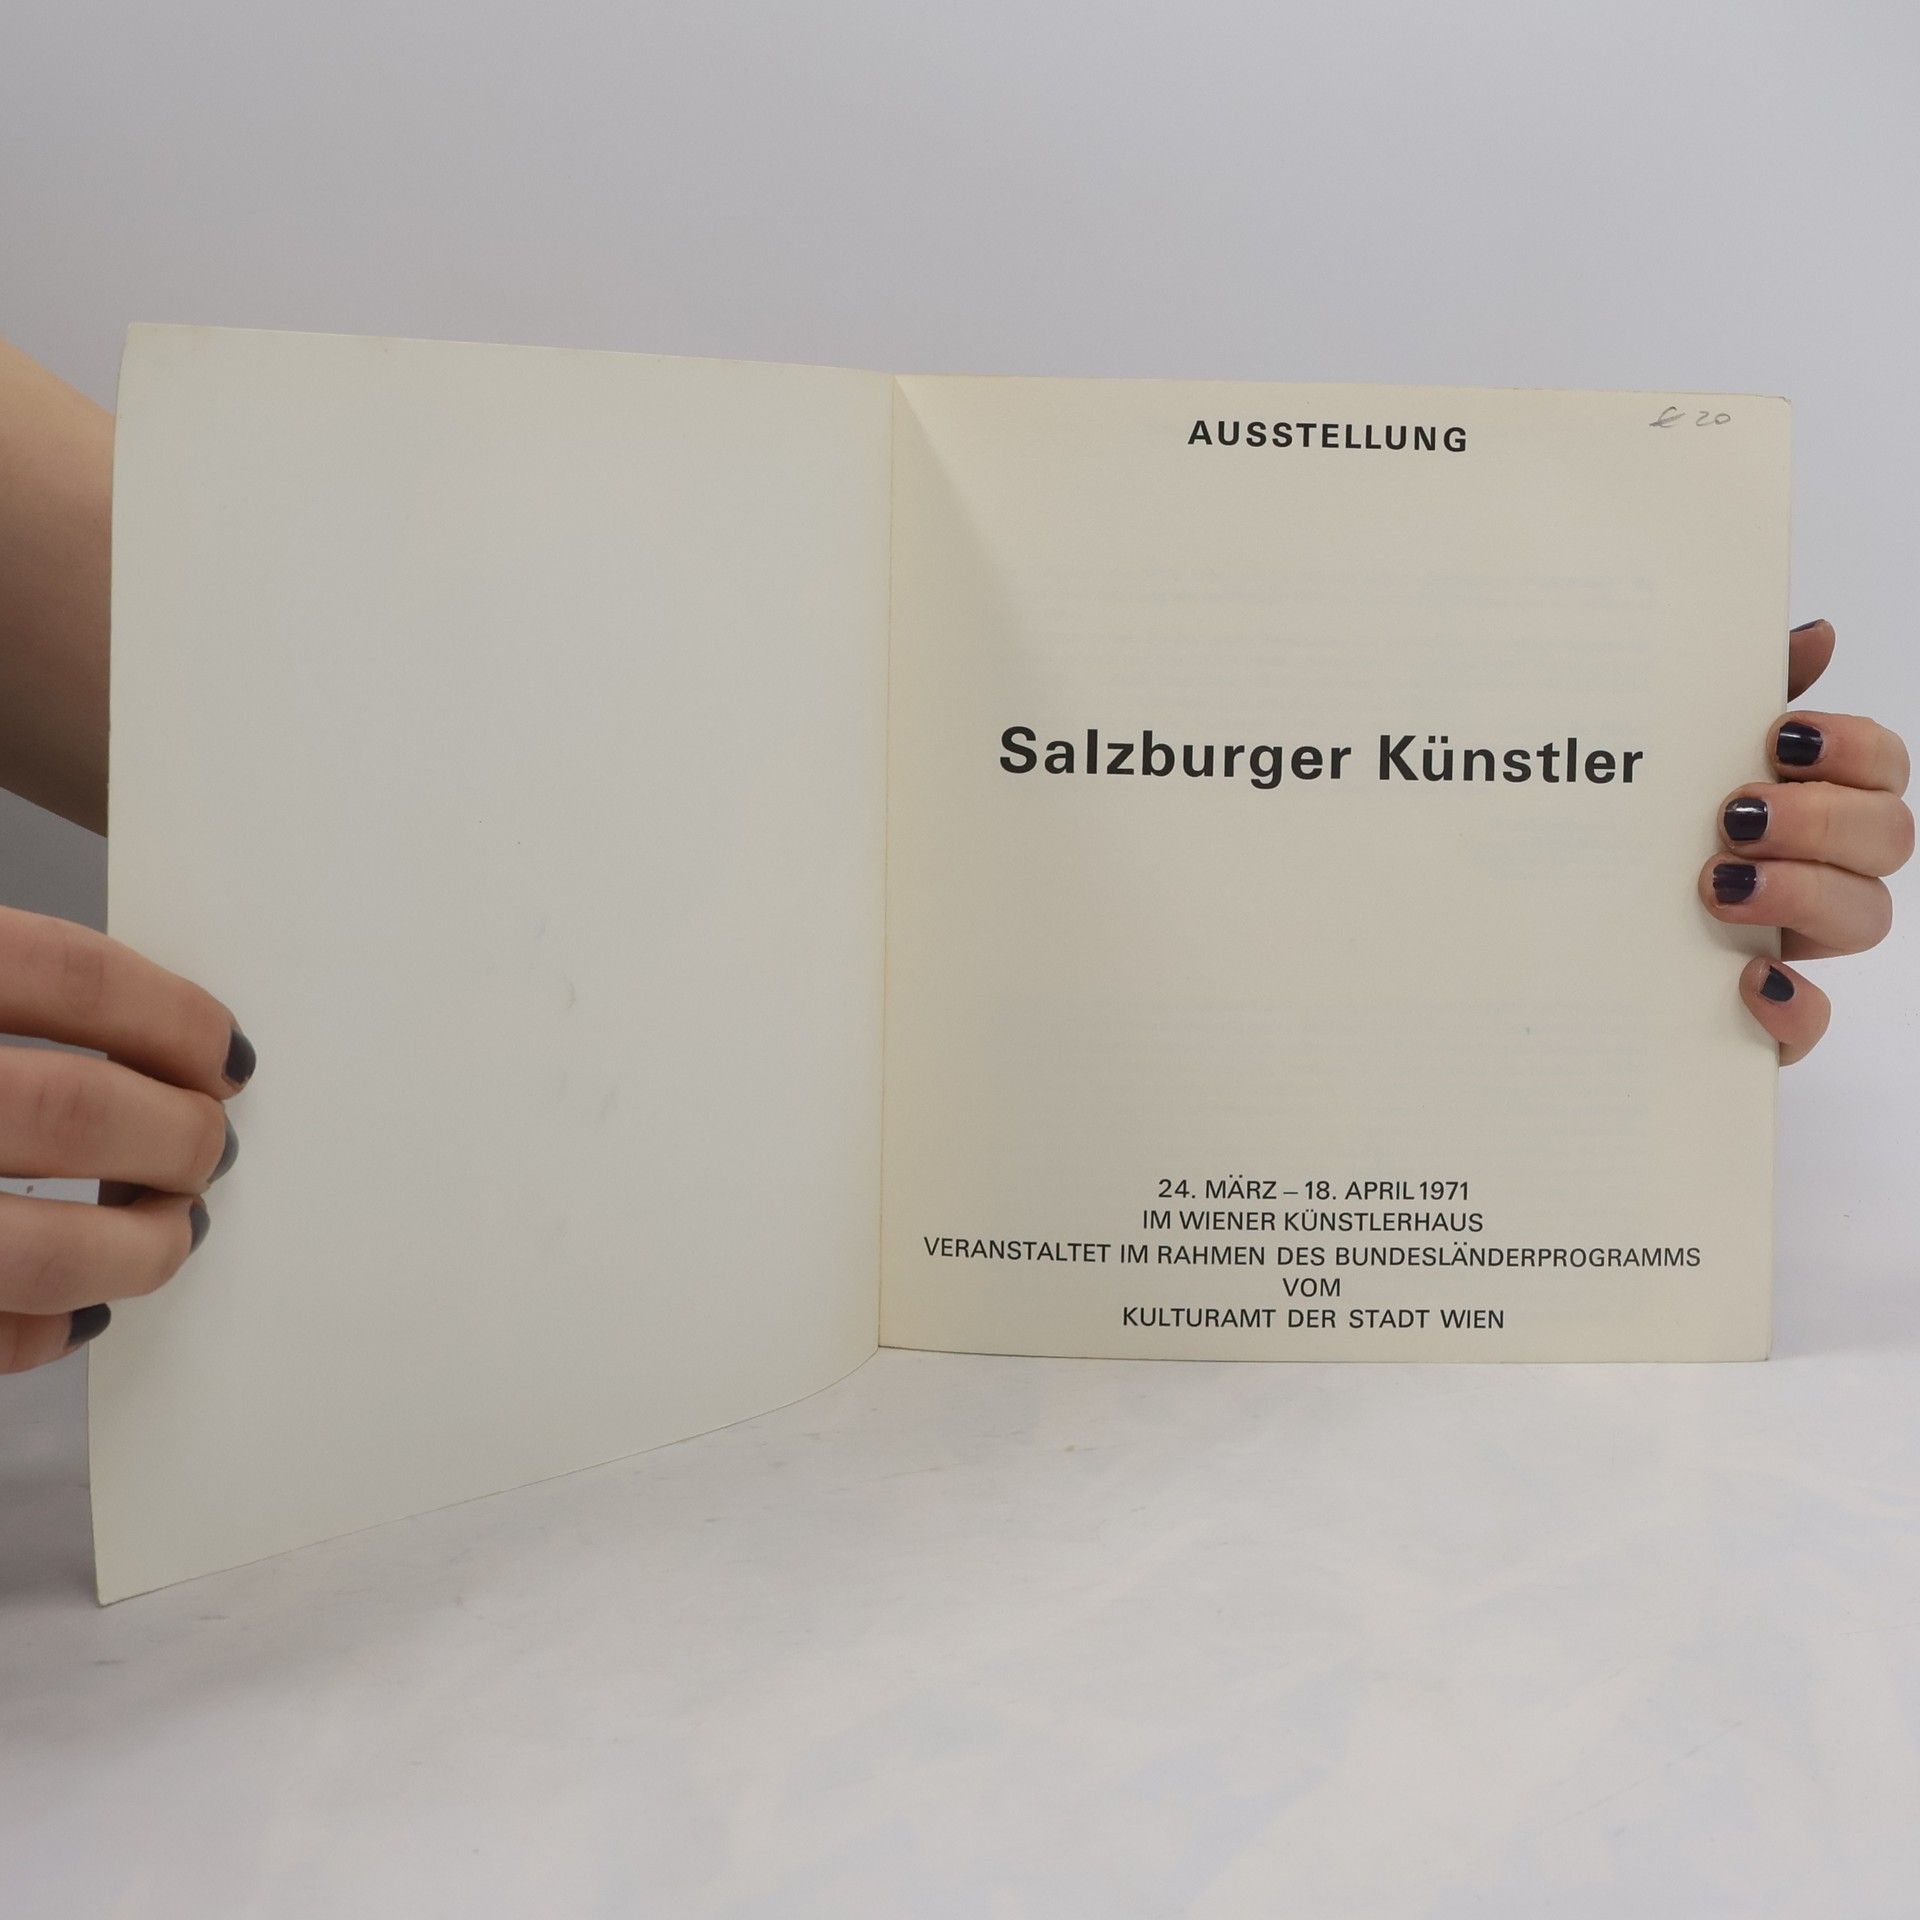 AUSSTELLUNG
€ 20
Salzburger Künstler
24. MÄRZ – 18. APRIL 1971
IM WIENER KÜNSTLERHAUS
VERANSTALTET IM RAHMEN DES BUNDESLÄNDERPROGRAMMS
VOM
KULTURAMT DER STADT WIEN